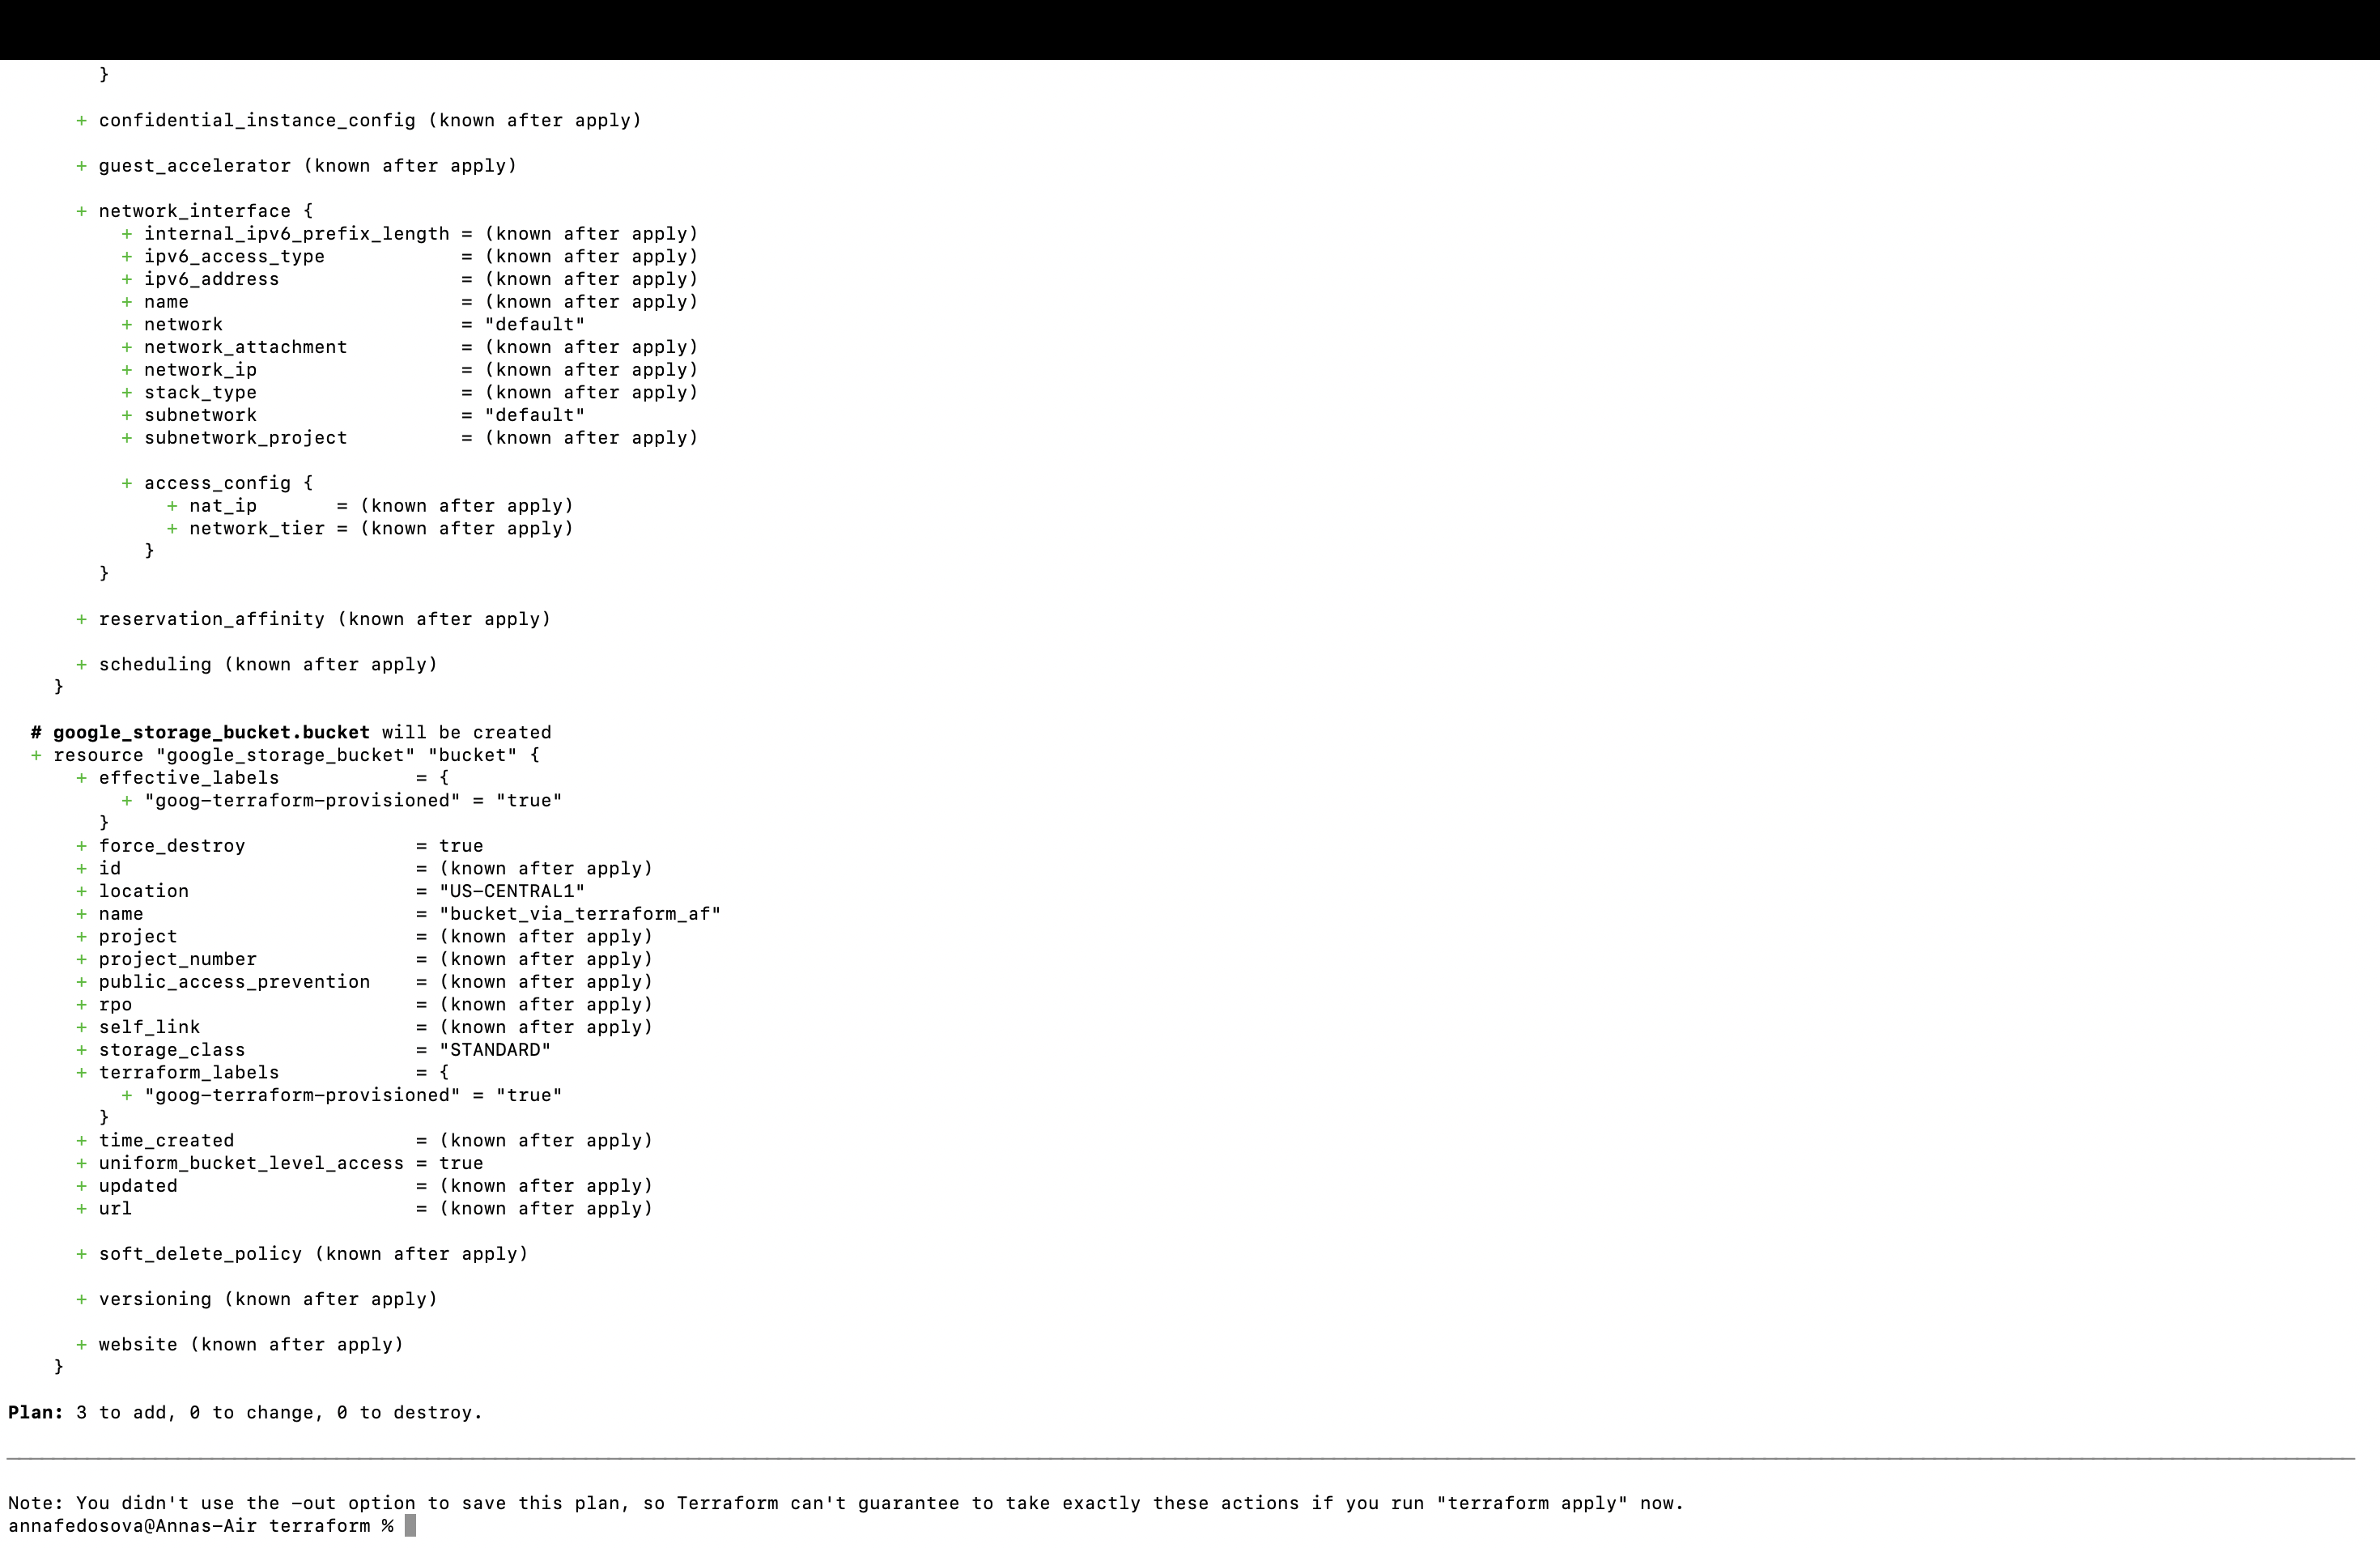 }

      + confidential_instance_config (known after apply)

      + guest_accelerator (known after apply)

      + network_interface {
          + internal_ipv6_prefix_length = (known after apply)
          + ipv6_access_type            = (known after apply)
          + ipv6_address                = (known after apply)
          + name                        = (known after apply)
          + network                     = "default"
          + network_attachment          = (known after apply)
          + network_ip                  = (known after apply)
          + stack_type                  = (known after apply)
          + subnetwork                  = "default"
          + subnetwork_project          = (known after apply)

          + access_config {
              + nat_ip       = (known after apply)
              + network_tier = (known after apply)
            }
        }

      + reservation_affinity (known after apply)

      + scheduling (known after apply)
    }

  # google_storage_bucket.bucket will be created
  + resource "google_storage_bucket" "bucket" {
      + effective_labels            = {
          + "goog-terraform-provisioned" = "true"
        }
      + force_destroy               = true
      + id                          = (known after apply)
      + location                    = "US-CENTRAL1"
      + name                        = "bucket_via_terraform_af"
      + project                     = (known after apply)
      + project_number              = (known after apply)
      + public_access_prevention    = (known after apply)
      + rpo                         = (known after apply)
      + self_link                   = (known after apply)
      + storage_class               = "STANDARD"
      + terraform_labels            = {
          + "goog-terraform-provisioned" = "true"
        }
      + time_created                = (known after apply)
      + uniform_bucket_level_access = true
      + updated                     = (known after apply)
      + url                         = (known after apply)

      + soft_delete_policy (known after apply)

      + versioning (known after apply)

      + website (known after apply)
    }

Plan: 3 to add, 0 to change, 0 to destroy.

Note: You didn't use the -out option to save this plan, so Terraform can't guarantee to take exactly these actions if you run "terraform apply" now.
annafedosova@Annas-Air terraform %